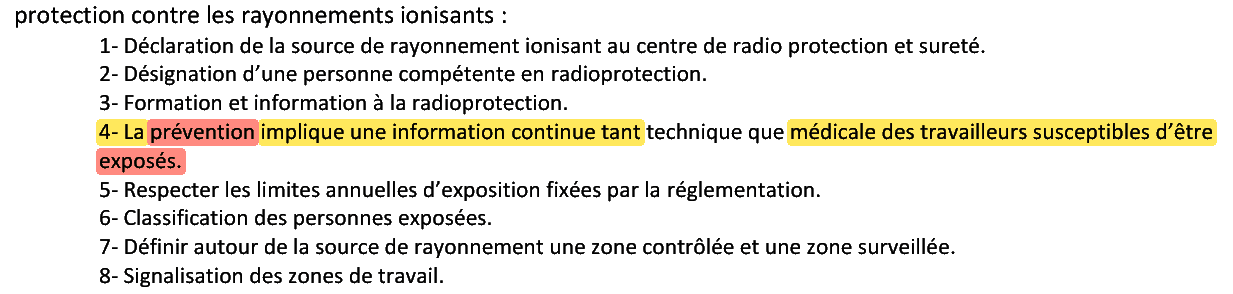 protection contre les rayonnements ionisants :
1- Déclaration de la source de rayonnement ionisant au centre de radio protection et sureté.
2- Désignation d’une personne compétente en radioprotection.
3- Formation et information à la radioprotection.
4- La prévention implique une information continue tant technique que médicale des travailleurs susceptibles d’être
exposés.
5- Respecter les limites annuelles d’exposition fixées par la réglementation.
6- Classification des personnes exposées.
7- Définir autour de la source de rayonnement une zone contrôlée et une zone surveillée.
8- Signalisation des zones de travail.